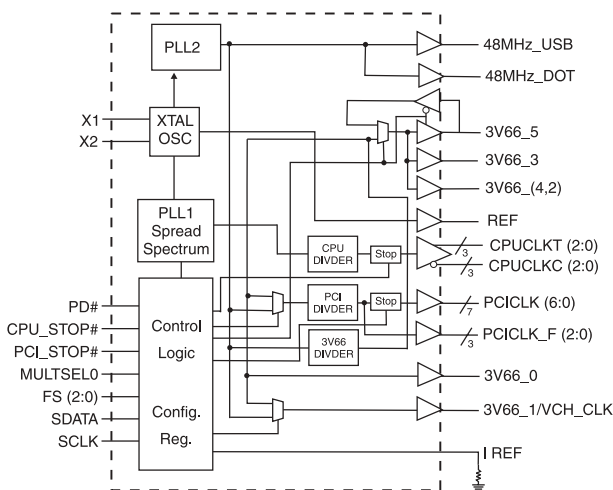 PLL2
48MHz_USB
48MHz_DOT
X1
X2
XTAL
OSC
3V66_5
3V66_3
3V66_(4,2)
REF
PLL1
Spread
Spectrum
CPU
DIVDER
Stop
3
CPUCLKT (2:0)
3
CPUCLKC (2:0)
PD#
CPU_STOP#
PCI_STOP#
MULTSEL0
FS (2:0)
SDATA
SCLK
Control
Logic
Config.
Reg.
PCI
DIVDER
Stop
7
PCICLK (6:0)
3
PCICLK_F (2:0)
3V66
DIVDER
3V66_0
3V66_1/VCH_CLK
I REF